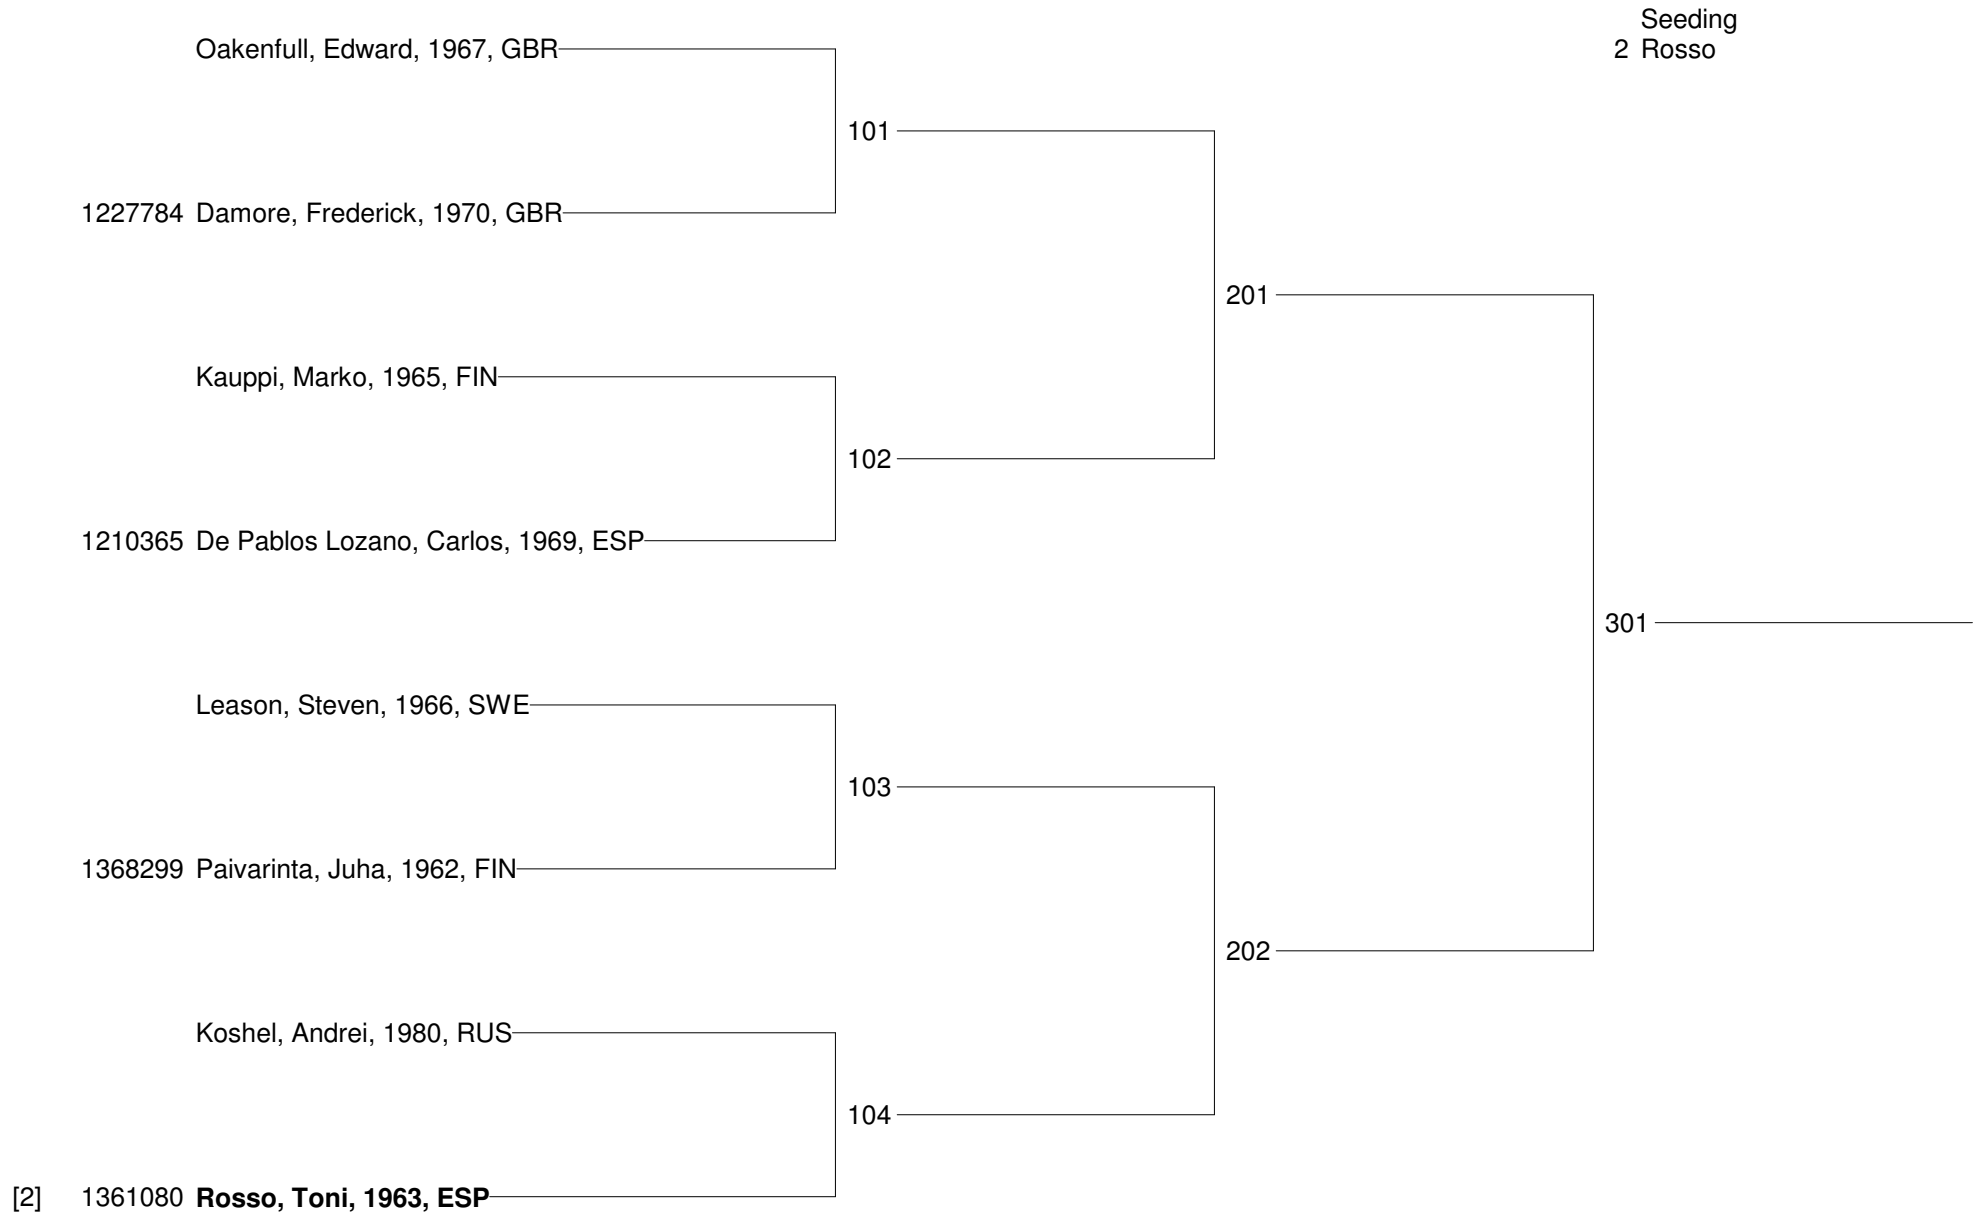 Seeding
2 Rosso
Oakenfull, Edward, 1967, GBR
101
1227784 Damore, Frederick, 1970, GBR
201
Kauppi, Marko, 1965, FIN
102
1210365 De Pablos Lozano, Carlos, 1969, ESP
301
Leason, Steven, 1966, SWE
103
1368299 Paivarinta, Juha, 1962, FIN
202
Koshel, Andrei, 1980, RUS
104
[2] 1361080 Rosso, Toni, 1963, ESP